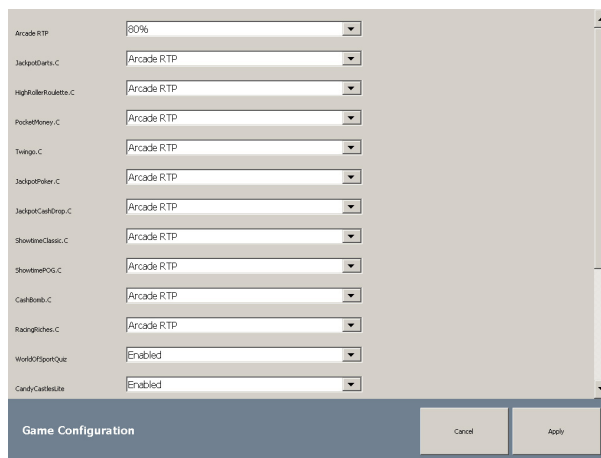 Arcade RTP 80%
JackpotDarts.C Arcade RTP
HighRollerRoulette.C Arcade RTP
PocketMoney.C Arcade RTP
Twingo.C Arcade RTP
JackpotPoker.C Arcade RTP
JackpotCashDrop.C Arcade RTP
ShowtimeClassic.C Arcade RTP
ShowtimePOG.C Arcade RTP
CashBomb.C Arcade RTP
RacingRiches.C Arcade RTP
WorldOfSportQuiz Enabled
CandyCastlesLite Enabled
Game Configuration Cancel Apply